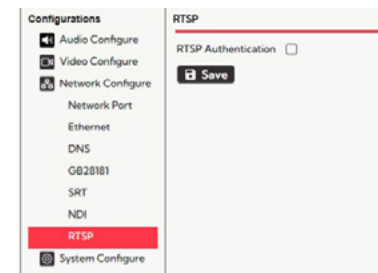 Configurations
Audio Configure
Video Configure
Network Configure
Network Port
Ethernet
DNS
GB28181
SRT
NDI
RTSP
System Configure
RTSP
RTSP Authentication
Save